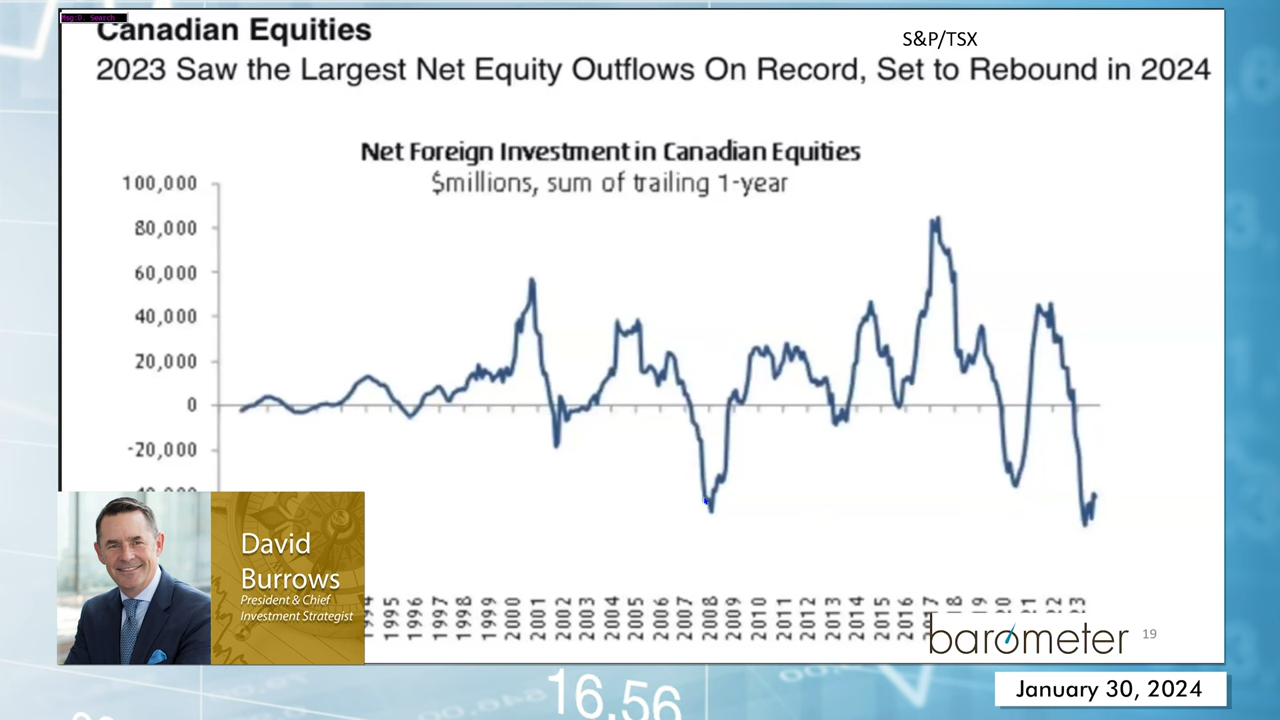 Msg:D. Search
Canadian Equities
S&P/TSX
2023 Saw the Largest Net Equity Outflows On Record, Set to Rebound in 2024
Net Foreign Investment in Canadian Equities
$millions, sum of trailing 1-year
100,000
80,000
60,000
40,000
20,000
0
-20,000
David
Burrows
President & Chief
Investment Strategist
1994 1995 1996 1997 1998 1999 2000 2001 2002 2003 2004 2005 2006 2007 2008 2009 2010 2011 2012 2013 2014 2015 2016
barometer
19
16.56
January 30, 2024